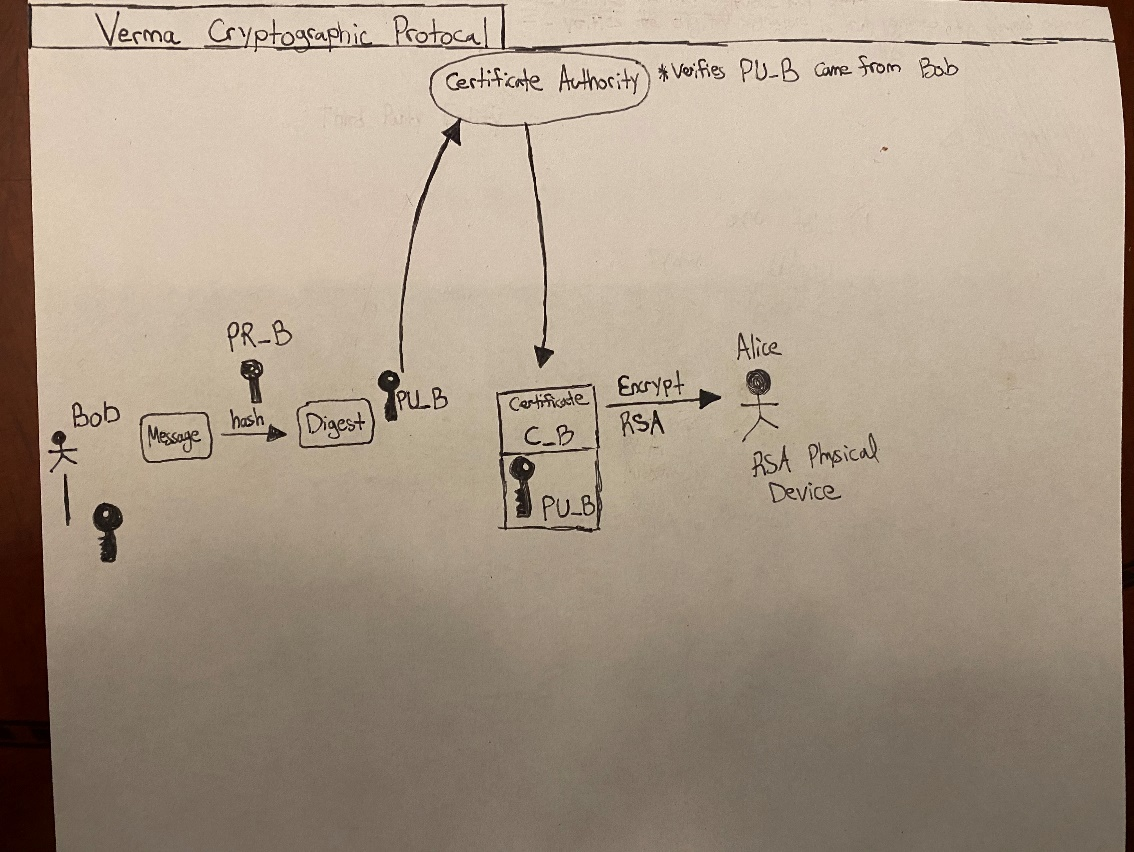 Verma Cryptographic Protocal
Certificate Authority
*Verifies PU_B came from Bob
PR_B
Bob
Message
hash
Digest
PU_B
Certificate
C_B
PU_B
Encrypt
RSA
Alice
RSA Physical
Device